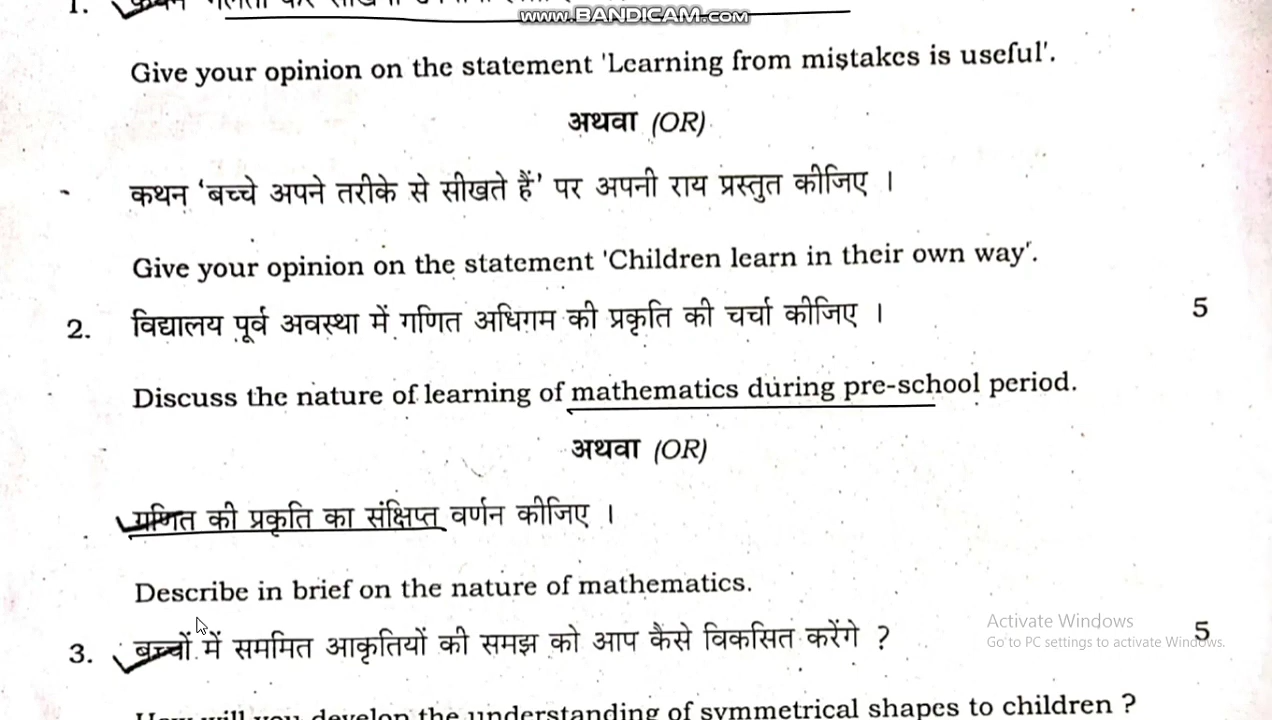 www.BANDICAM.com
1.
Give your opinion on the statement 'Learning from mistakes is useful'.
अथवा (OR)
कथन 'बच्चे अपने तरीके से सीखते हैं' पर अपनी राय प्रस्तुत कीजिए ।
Give your opinion on the statement 'Children learn in their own way'.
2. विद्यालय पूर्व अवस्था में गणित अधिगम की प्रकृति की चर्चा कीजिए । 5
Discuss the nature of learning of mathematics during pre-school period.
अथवा (OR)
गणित की प्रकृति का संक्षिप्त वर्णन कीजिए ।
Describe in brief on the nature of mathematics.
Activate Windows
3. बच्चों में सममित आकृतियों की समझ को आप कैसे विकसित करेंगे ? 5
Go to PC settings to activate Windows.
How will you develop the understanding of symmetrical shapes to children ?